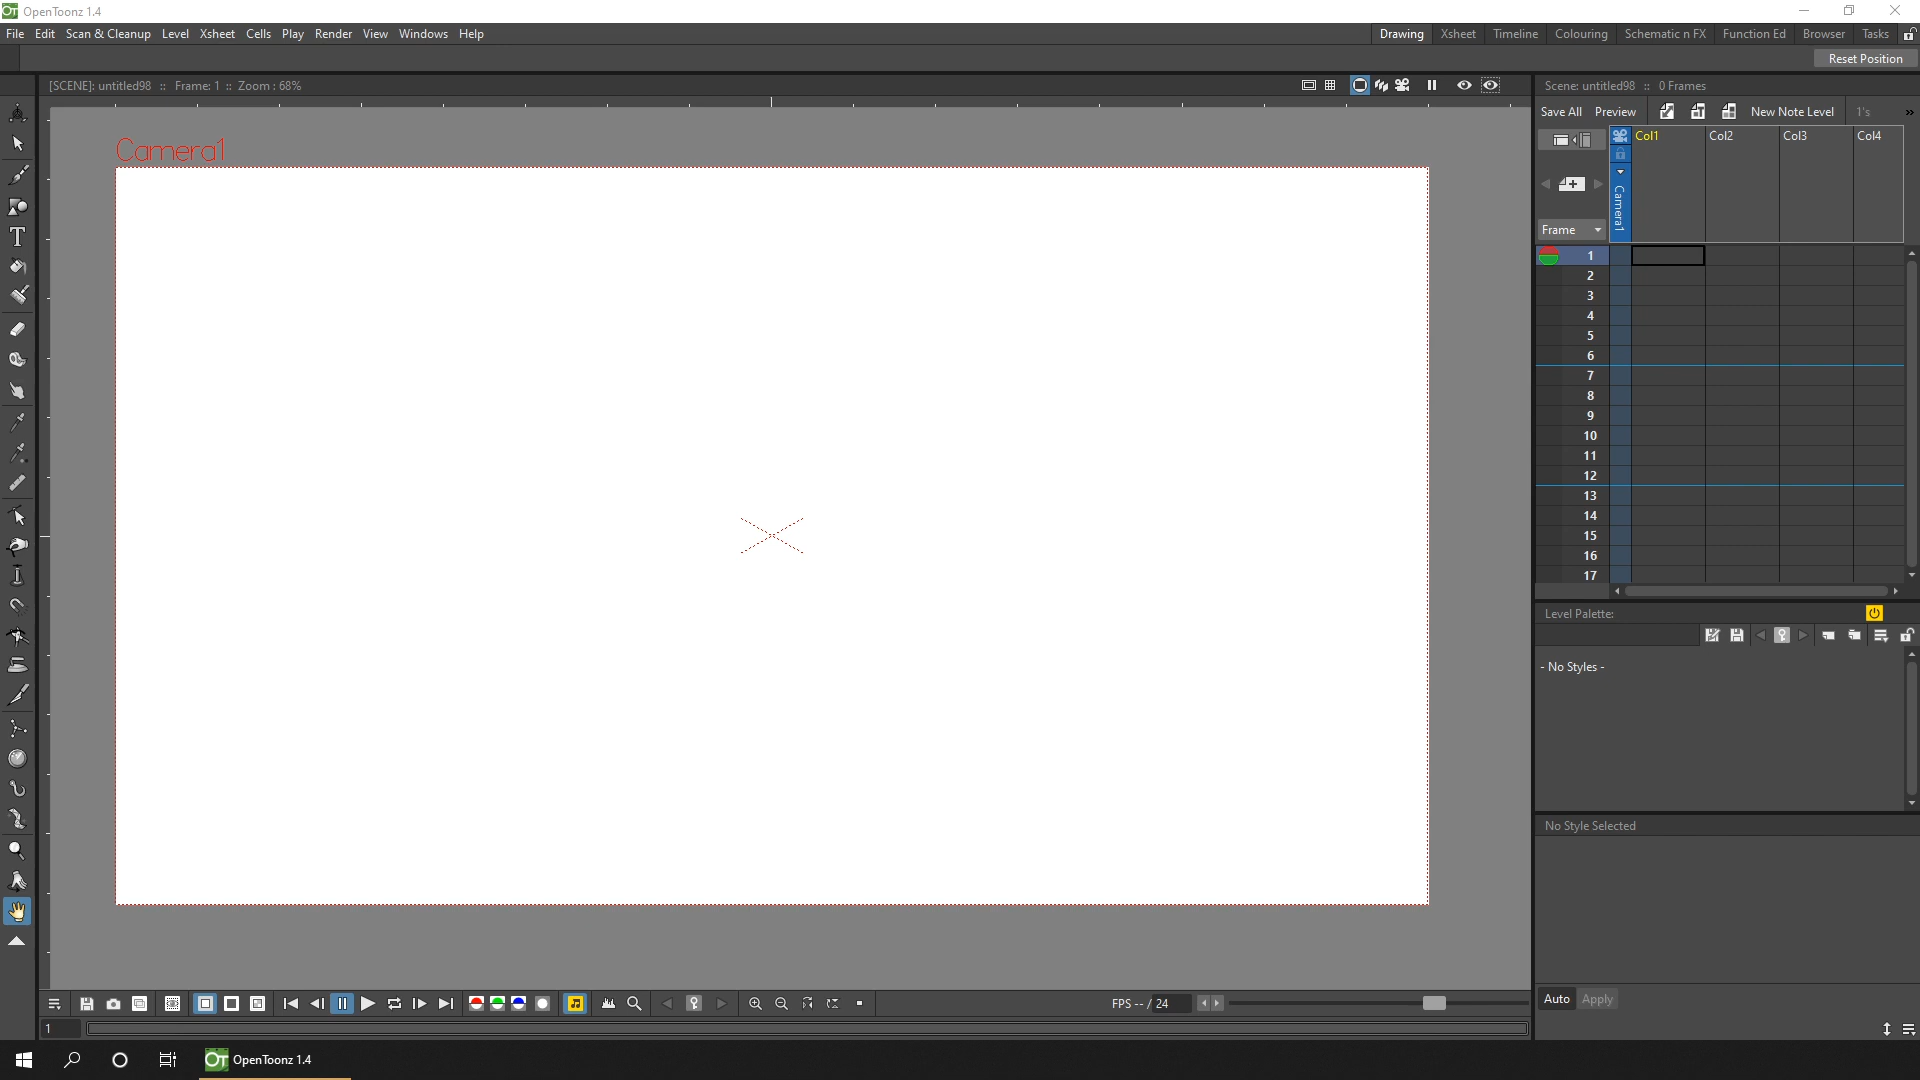 OpenToonz 1.4
File Edit Scan & Cleanup Level Xsheet Cells Play Render View Windows Help
Drawing Xsheet Timeline Colouring Schematic n FX Function Ed Browser Tasks
Reset Position
[SCENE]: untitled98 :: Frame: 1 :: Zoom : 68%
Scene: untitled98 :: 0 Frames
Save All Preview New Note Level 1's »
Camera1
Col1 Col2 Col3 Col4
Camera1
Frame
1
2
3
4
5
6
7
8
9
10
11
12
13
14
15
16
17
Level Palette:
- No Styles -
No Style Selected
Auto Apply
FPS -- / 24
1
OpenToonz 1.4